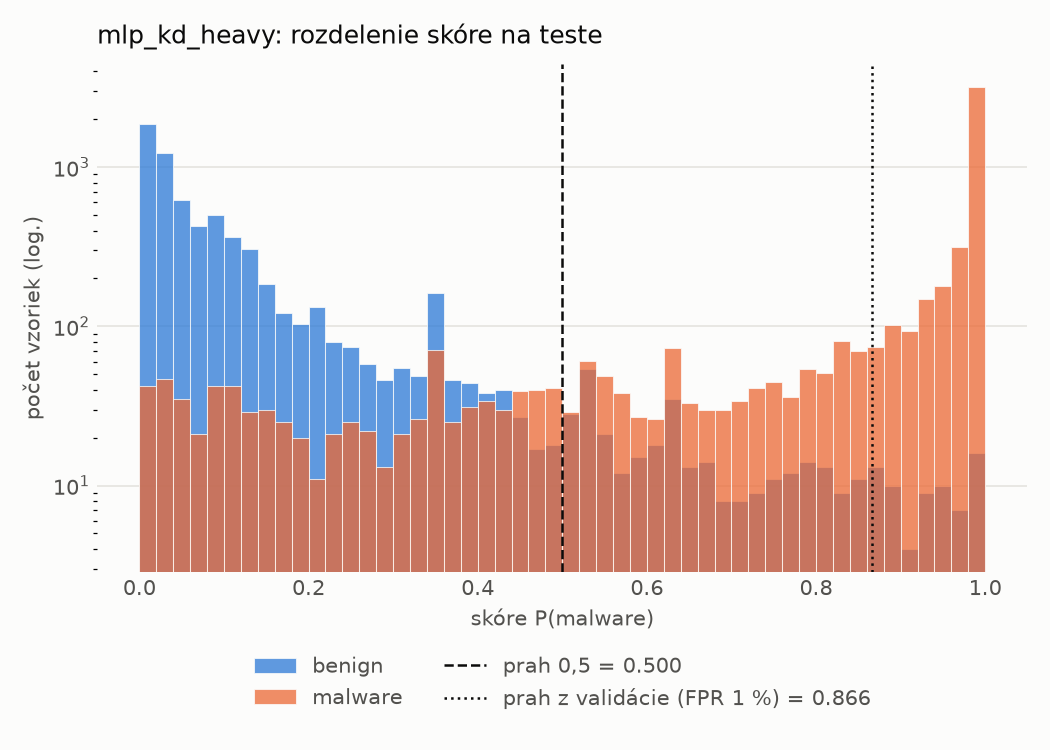 mlp_kd_heavy: rozdelenie skóre na teste
počet vzoriek (log.)
10³
10²
10¹
0.0 0.2 0.4 0.6 0.8 1.0
skóre P(malware)
benign
malware
prah 0,5 = 0.500
prah z validácie (FPR 1 %) = 0.866